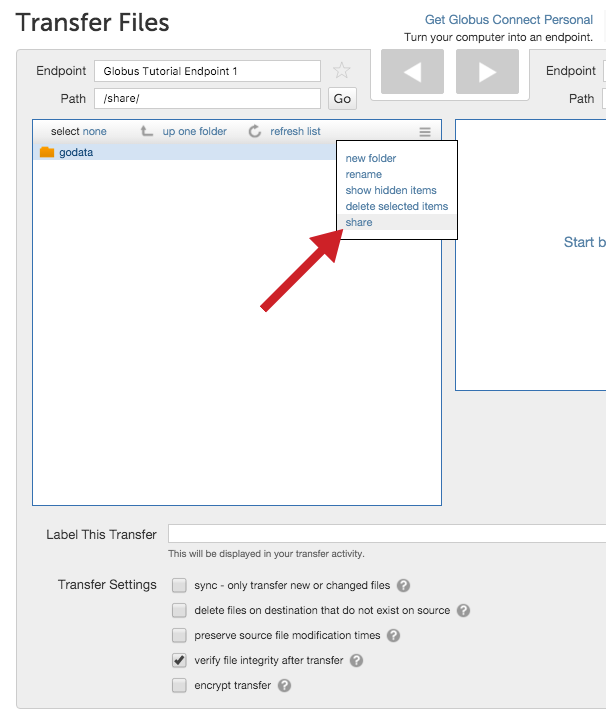 Transfer Files
Get Globus Connect Personal
Turn your computer into an endpoint.
Endpoint Globus Tutorial Endpoint 1
Endpoint
Path /share/ Go
Path
select none up one folder refresh list
godata
new folder
rename
show hidden items
delete selected items
share
Start b
Label This Transfer
This will be displayed in your transfer activity.
Transfer Settings
sync - only transfer new or changed files ?
delete files on destination that do not exist on source ?
preserve source file modification times ?
verify file integrity after transfer ?
encrypt transfer ?